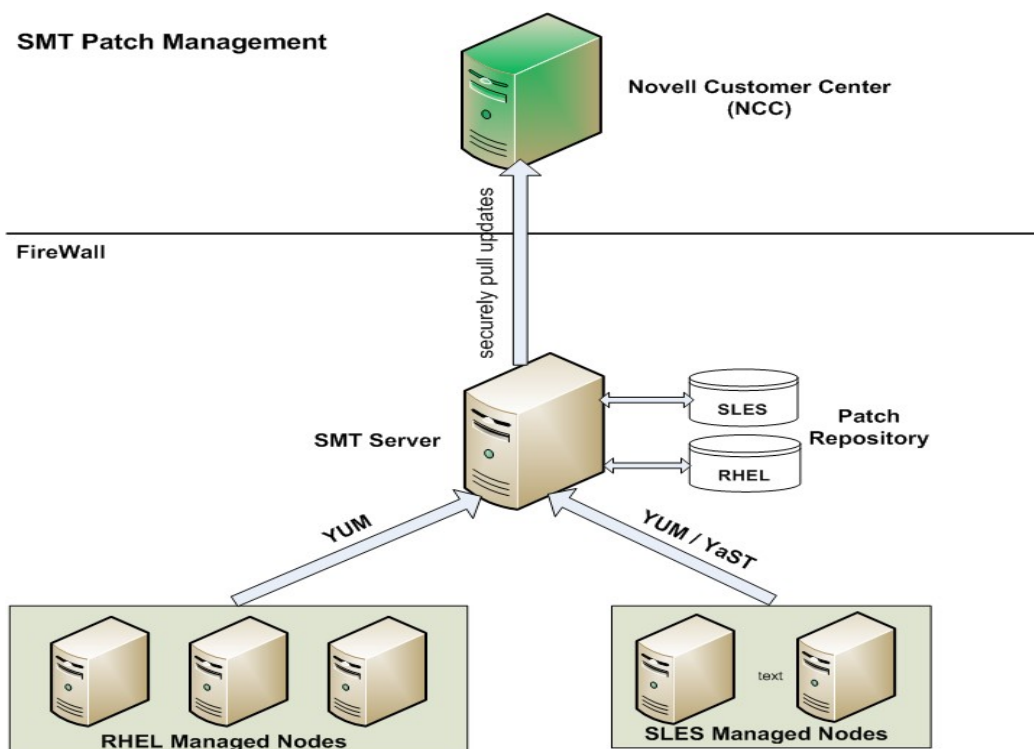 SMT Patch Management
Novell Customer Center
(NCC)
securely pull updates
FireWall
SMT Server
SLES
RHEL
Patch
Repository
YUM
YUM / YaST
text
RHEL Managed Nodes
SLES Managed Nodes